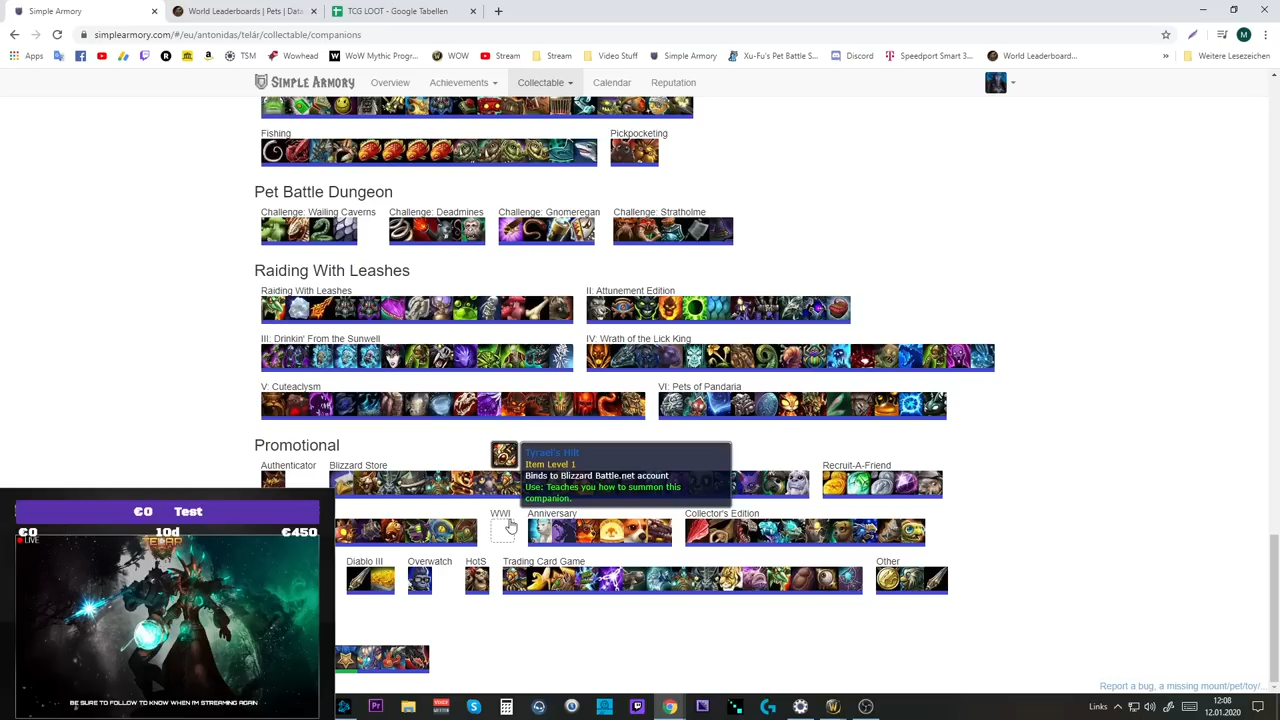 Simple Armory
World Leaderboards | Pets | Data
TCG LOOT - Google Tabellen
simplearmory.com/#/eu/antonidas/telár/collectable/companions
Apps
TSM
Wowhead
WoW Mythic Progr...
WOW
Stream
Stream
Video Stuff
Simple Armory
Xu-Fu's Pet Battle S...
Discord
Speedport Smart 3...
World Leaderboard...
Weitere Lesezeichen
SIMPLE ARMORY
Overview
Achievements
Collectable
Calendar
Reputation
Fishing
Pickpocketing
Pet Battle Dungeon
Challenge: Wailing Caverns
Challenge: Deadmines
Challenge: Gnomeregan
Challenge: Stratholme
Raiding With Leashes
Raiding With Leashes
II: Attunement Edition
III: Drinkin' From the Sunwell
IV: Wrath of the Lick King
V: Cuteaclysm
VI: Pets of Pandaria
Promotional
Authenticator
Blizzard Store
Recruit-A-Friend
Tyrael's Hilt
Item Level 1
Binds to Blizzard Battle.net account
Use: Teaches you how to summon this
companion.
WWI
Anniversary
Collector's Edition
Diablo III
Overwatch
HotS
Trading Card Game
Other
€0 Test
€0
10d
€450
LIVE
TELAR
BE SURE TO FOLLOW TO KNOW WHEN I'M STREAMING AGAIN
Report a bug, a missing mount/pet/toy/...
Links
12:08
12.01.2020